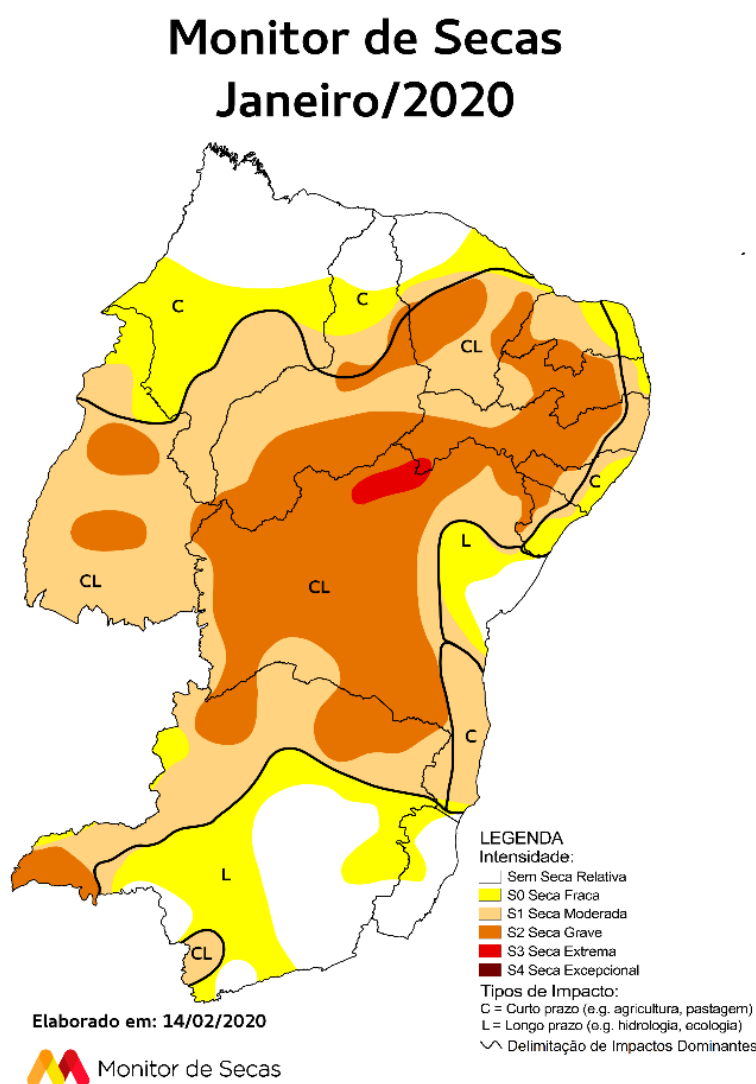 Monitor de Secas
Janeiro/2020
C
C
CL
C
L
CL
CL
C
L
CL
LEGENDA
Intensidade:
Sem Seca Relativa
S0 Seca Fraca
S1 Seca Moderada
S2 Seca Grave
S3 Seca Extrema
S4 Seca Excepcional
Tipos de Impacto:
C = Curto prazo (e.g. agricultura, pastagem)
L = Longo prazo (e.g. hidrologia, ecologia)
Delimitação de Impactos Dominantes
Elaborado em: 14/02/2020
Monitor de Secas